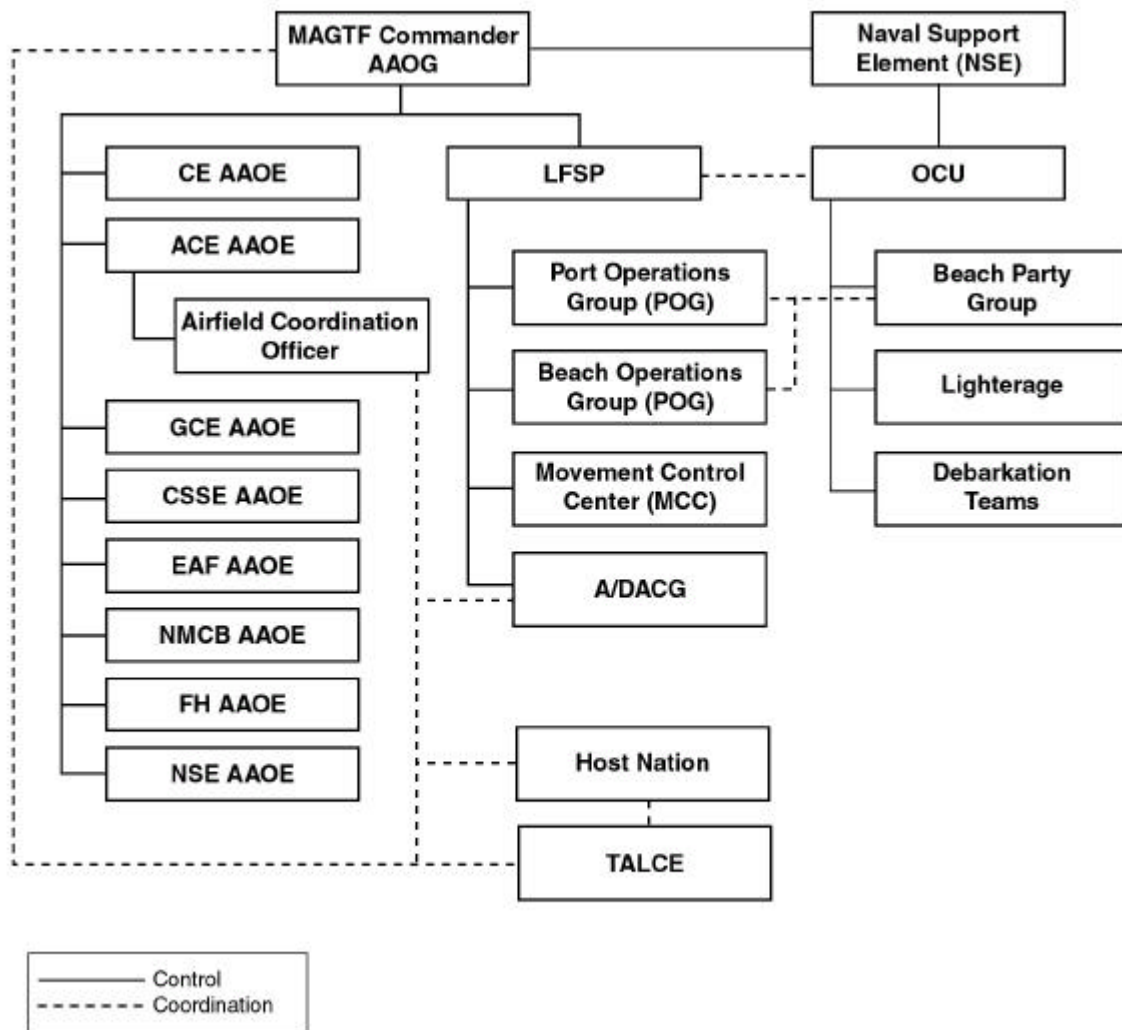 MAGTF Commander
AAOG
Naval Support
Element (NSE)
CE AAOE
LFSP
OCU
ACE AAOE
Airfield Coordination
Officer
Port Operations
Group (POG)
Beach Party
Group
Beach Operations
Group (POG)
Lighterage
GCE AAOE
CSSE AAOE
Movement Control
Center (MCC)
Debarkation
Teams
EAF AAOE
A/DACG
NMCB AAOE
FH AAOE
NSE AAOE
Host Nation
TALCE
Control
Coordination